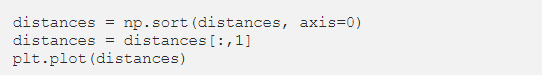 distances = np.sort(distances, axis=0)
distances = distances[:,1]
plt.plot(distances)